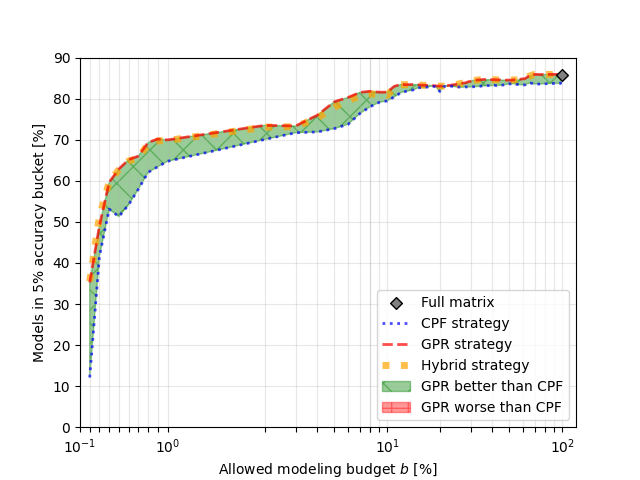 90
80
70
60
50
40
30
20
10
0
Models in 5% accuracy bucket [%]
Full matrix
CPF strategy
GPR strategy
Hybrid strategy
GPR better than CPF
GPR worse than CPF
10⁻¹ 10⁰ 10¹ 10²
Allowed modeling budget b [%]